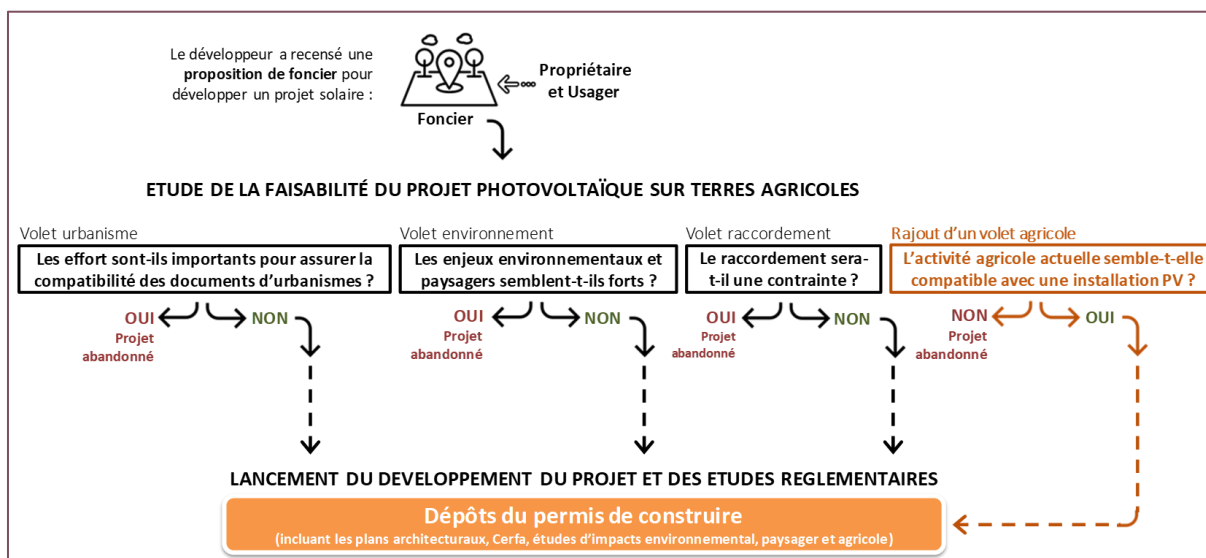 Le développeur a recensé une
proposition de foncier pour
développer un projet solaire :
Propriétaire
et Usager
Foncier
ETUDE DE LA FAISABILITÉ DU PROJET PHOTOVOLTAÏQUE SUR TERRES AGRICOLES
Volet urbanisme
Les effort sont-ils importants pour assurer la
compatibilité des documents d'urbanismes ?
OUI
NON
Projet
abandonné
Volet environnement
Les enjeux environnementaux et
paysagers semblent-t-ils forts ?
OUI
NON
Projet
abandonné
Volet raccordement
Le raccordement sera-
t-il une contrainte ?
OUI
NON
Projet
abandonné
Rajout d'un volet agricole
L'activité agricole actuelle semble-t-elle
compatible avec une installation PV ?
NON
OUI
Projet
abandonné
LANCEMENT DU DEVELOPPEMENT DU PROJET ET DES ETUDES REGLEMENTAIRES
Dépôts du permis de construire
(incluant les plans architecturaux, Cerfa, études d'impacts environnemental, paysager et agricole)